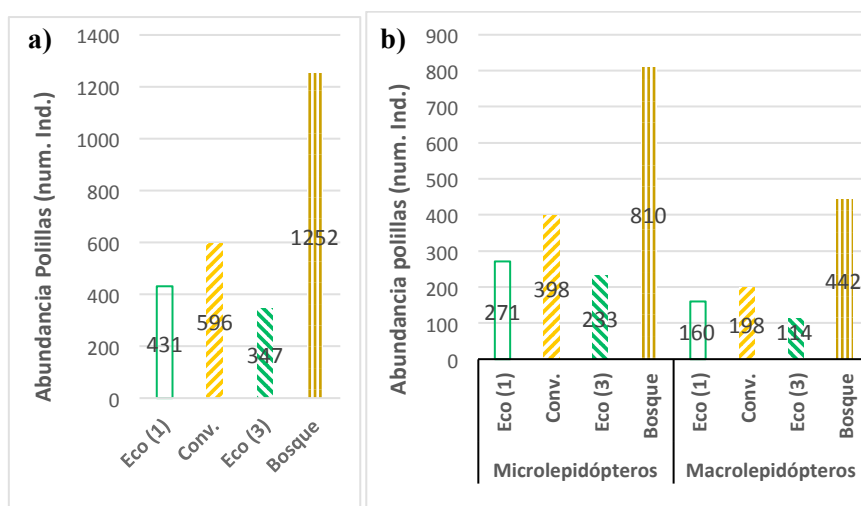 a)
Abundancia Polillas (num. Ind.)
1400
1200
1000
800
600
400
200
0
431
596
347
1252
Eco (1)
Conv.
Eco (3)
Bosque
b)
Abundancia polillas (num. Ind.)
900
800
700
600
500
400
300
200
100
0
271
398
233
810
160
198
114
442
Eco (1)
Conv.
Eco (3)
Bosque
Eco (1)
Conv.
Eco (3)
Bosque
Microlepidópteros
Macrolepidópteros